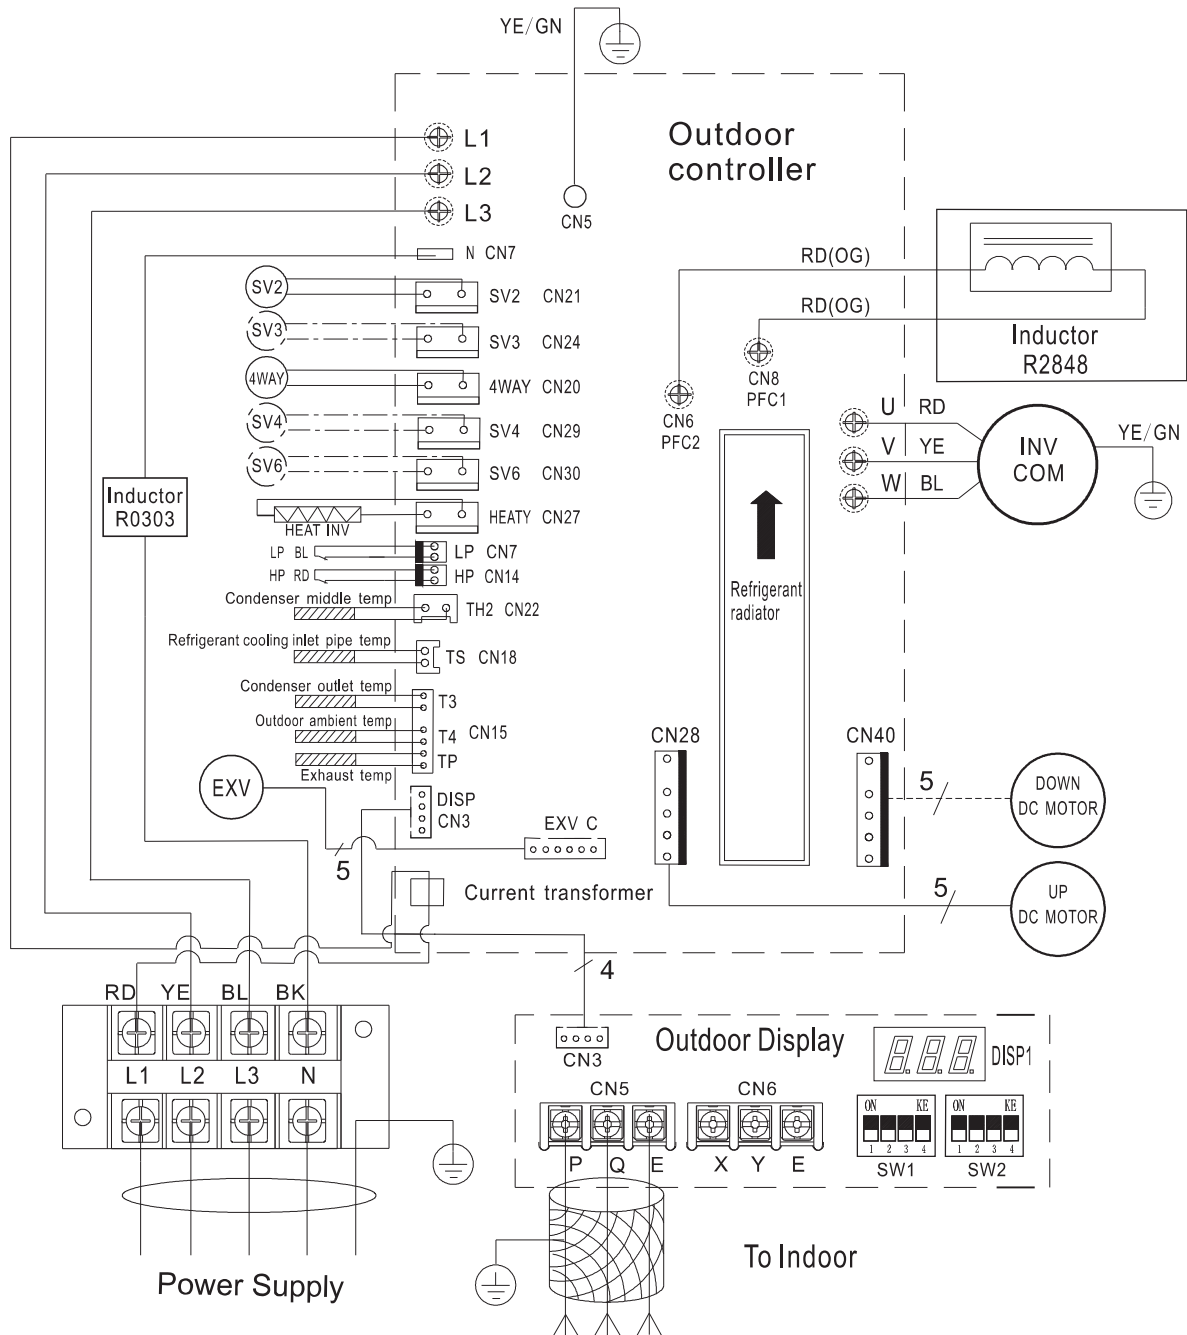 YE/GN
L1
L2
L3
Outdoor
controller
CN5
N CN7
RD(OG)
SV2
SV2 CN21
RD(OG)
SV3
SV3 CN24
Inductor
R2848
4WAY
4WAY CN20
CN8
PFC1
CN6
PFC2
SV4
SV4 CN29
U RD
V YE
W BL
INV
COM
YE/GN
SV6
SV6 CN30
Inductor
R0303
HEAT INV
HEATY CN27
LP BL
LP CN7
HP RD
HP CN14
Condenser middle temp
TH2 CN22
Refrigerant
radiator
Refrigerant cooling inlet pipe temp
TS CN18
Condenser outlet temp
T3
Outdoor ambient temp
T4
CN15
TP
Exhaust temp
CN28
CN40
EXV
DISP
CN3
5
DOWN
DC MOTOR
EXV C
5
Current transformer
5
UP
DC MOTOR
4
RD YE BL BK
L1 L2 L3 N
CN3
Outdoor Display
8.8.8.
DISP1
CN5
CN6
ON KE
1 2 3 4
SW1
ON KE
1 2 3 4
SW2
P Q E
X Y E
To Indoor
Power Supply